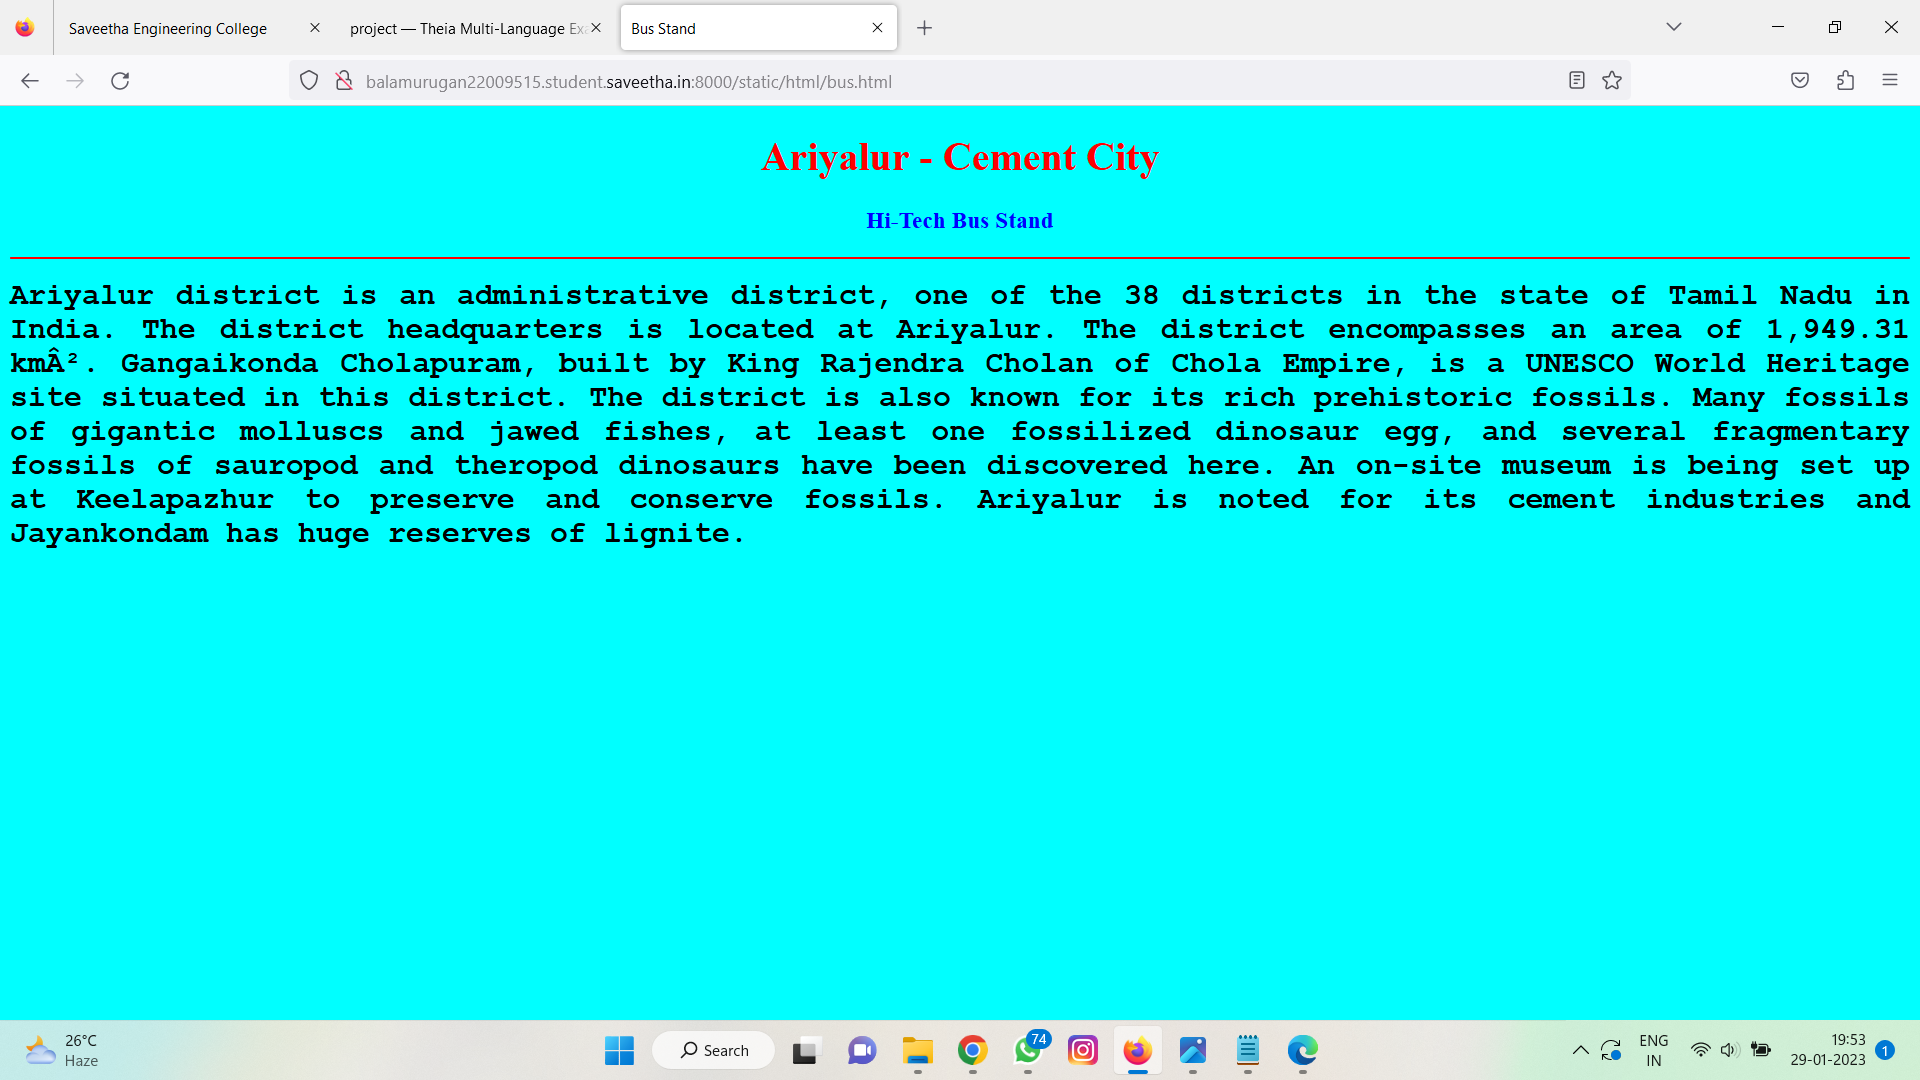 Saveetha Engineering College
project — Theia Multi-Language Exa
Bus Stand
balamurugan22009515.student.saveetha.in:8000/static/html/bus.html
Ariyalur - Cement City
Hi-Tech Bus Stand
Ariyalur district is an administrative district, one of the 38 districts in the state of Tamil Nadu in
India. The district headquarters is located at Ariyalur. The district encompasses an area of 1,949.31
kmÂ². Gangaikonda Cholapuram, built by King Rajendra Cholan of Chola Empire, is a UNESCO World Heritage
site situated in this district. The district is also known for its rich prehistoric fossils. Many fossils
of gigantic molluscs and jawed fishes, at least one fossilized dinosaur egg, and several fragmentary
fossils of sauropod and theropod dinosaurs have been discovered here. An on-site museum is being set up
at Keelapazhur to preserve and conserve fossils. Ariyalur is noted for its cement industries and
Jayankondam has huge reserves of lignite.
26°C
Haze
Search
74
ENG
IN
19:53
29-01-2023
1